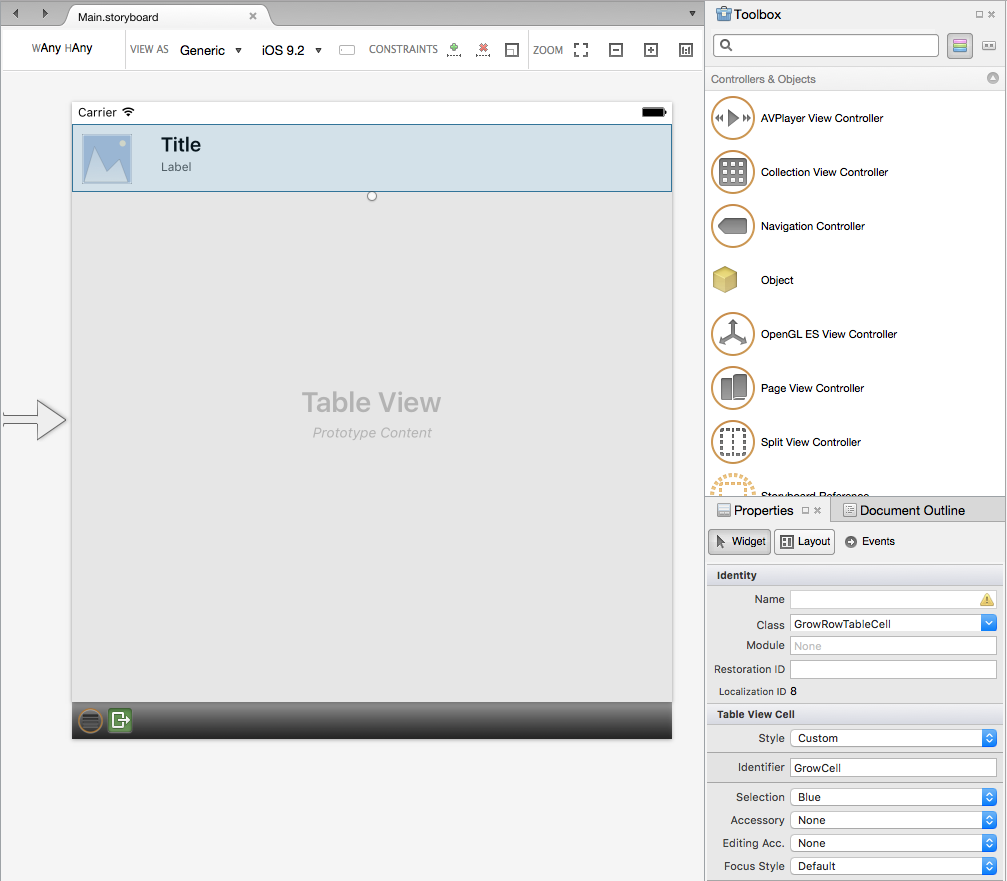 Main.storyboard
wAny hAny
VIEW AS Generic iOS 9.2 CONSTRAINTS ZOOM
Carrier
Title
Label
Table View
Prototype Content
Toolbox
Controllers & Objects
AVPlayer View Controller
Collection View Controller
Navigation Controller
Object
OpenGL ES View Controller
Page View Controller
Split View Controller
Storyboard Reference
Properties
Document Outline
Widget Layout Events
Identity
Name
Class GrowRowTableCell
Module None
Restoration ID
Localization ID 8
Table View Cell
Style Custom
Identifier GrowCell
Selection Blue
Accessory None
Editing Acc. None
Focus Style Default